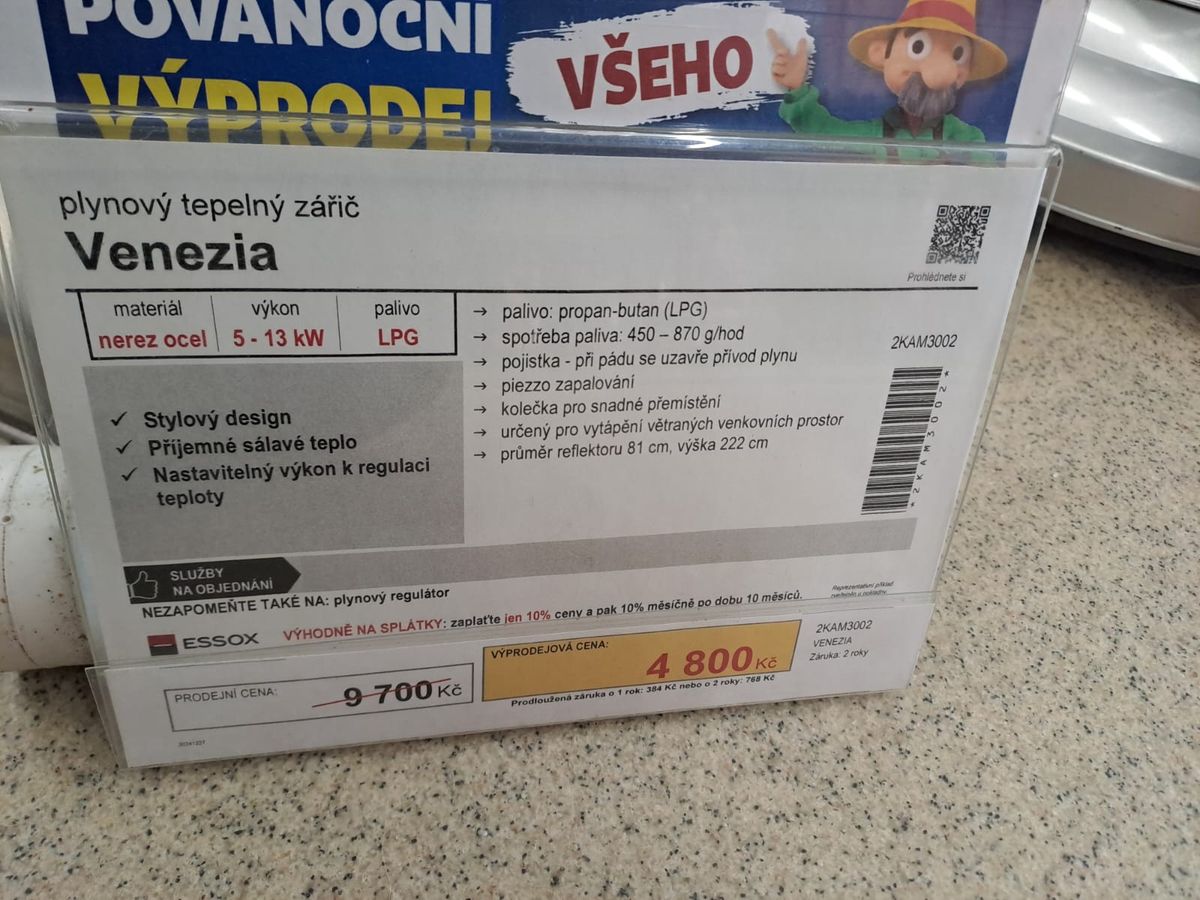 POVÁNOČNÍ
VÝPRODEJ
VŠEHO
plynový tepelný zářič
Venezia
Prohlédněte si
materiál
nerez ocel
výkon
5 - 13 kW
palivo
LPG
→ palivo: propan-butan (LPG)
→ spotřeba paliva: 450 – 870 g/hod
→ pojistka - při pádu se uzavře přívod plynu
→ piezzo zapalování
→ kolečka pro snadné přemístění
→ určený pro vytápění větraných venkovních prostor
→ průměr reflektoru 81 cm, výška 222 cm
2KAM3002
*2KAM3002*
✓ Stylový design
✓ Příjemné sálavé teplo
✓ Nastavitelný výkon k regulaci
teploty
SLUŽBY
NA OBJEDNÁNÍ
NEZAPOMEŇTE TAKÉ NA: plynový regulátor
Reprezentativní příklad
ESSOX
VÝHODNĚ NA SPLÁTKY: zaplaťte jen 10% ceny a pak 10% měsíčně po dobu 10 měsíců.
PRODEJNÍ CENA:
9 700 Kč
VÝPRODEJOVÁ CENA:
4 800 Kč
Prodloužená záruka o 1 rok: 384 Kč nebo o 2 roky: 768 Kč
2KAM3002
VENEZIA
Záruka: 2 roky